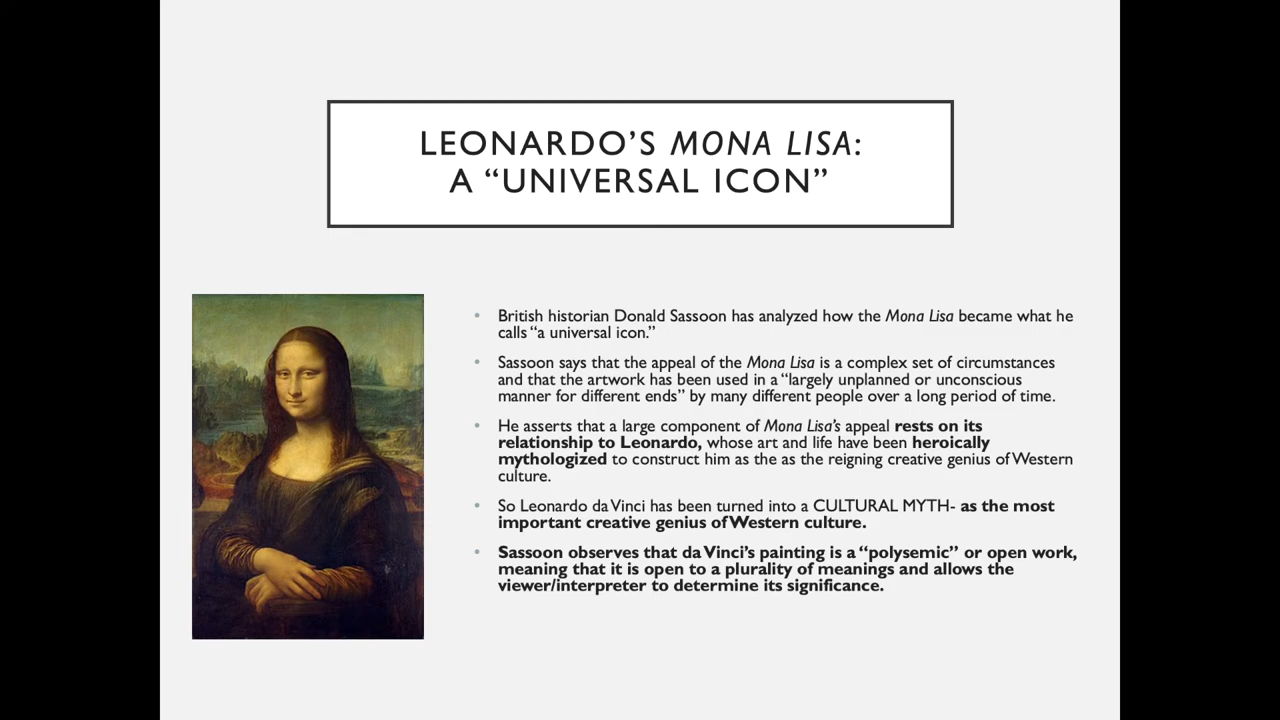 LEONARDO’S MONA LISA:
A “UNIVERSAL ICON”
• British historian Donald Sassoon has analyzed how the Mona Lisa became what he
calls “a universal icon.”
• Sassoon says that the appeal of the Mona Lisa is a complex set of circumstances
and that the artwork has been used in a “largely unplanned or unconscious
manner for different ends” by many different people over a long period of time.
• He asserts that a large component of Mona Lisa’s appeal rests on its
relationship to Leonardo, whose art and life have been heroically
mythologized to construct him as the as the reigning creative genius of Western
culture.
• So Leonardo da Vinci has been turned into a CULTURAL MYTH- as the most
important creative genius of Western culture.
• Sassoon observes that da Vinci’s painting is a “polysemic” or open work,
meaning that it is open to a plurality of meanings and allows the
viewer/interpreter to determine its significance.